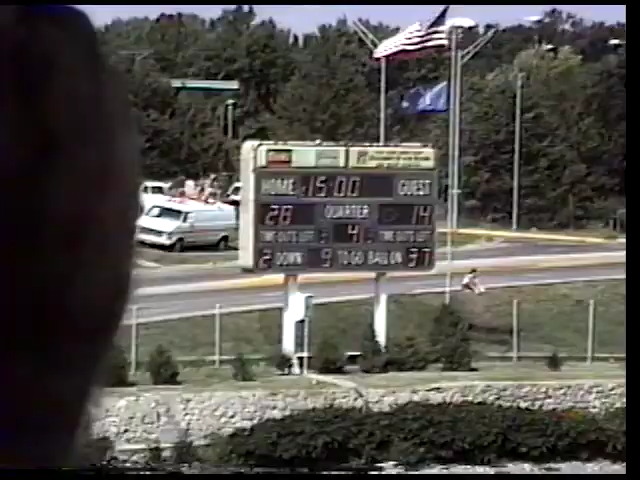 HOME 15:00 GUEST
28 QUARTER 14
TIME OUTS LEFT 4 TIME OUTS LEFT
2 DOWN 9 TO GO BALL ON 37